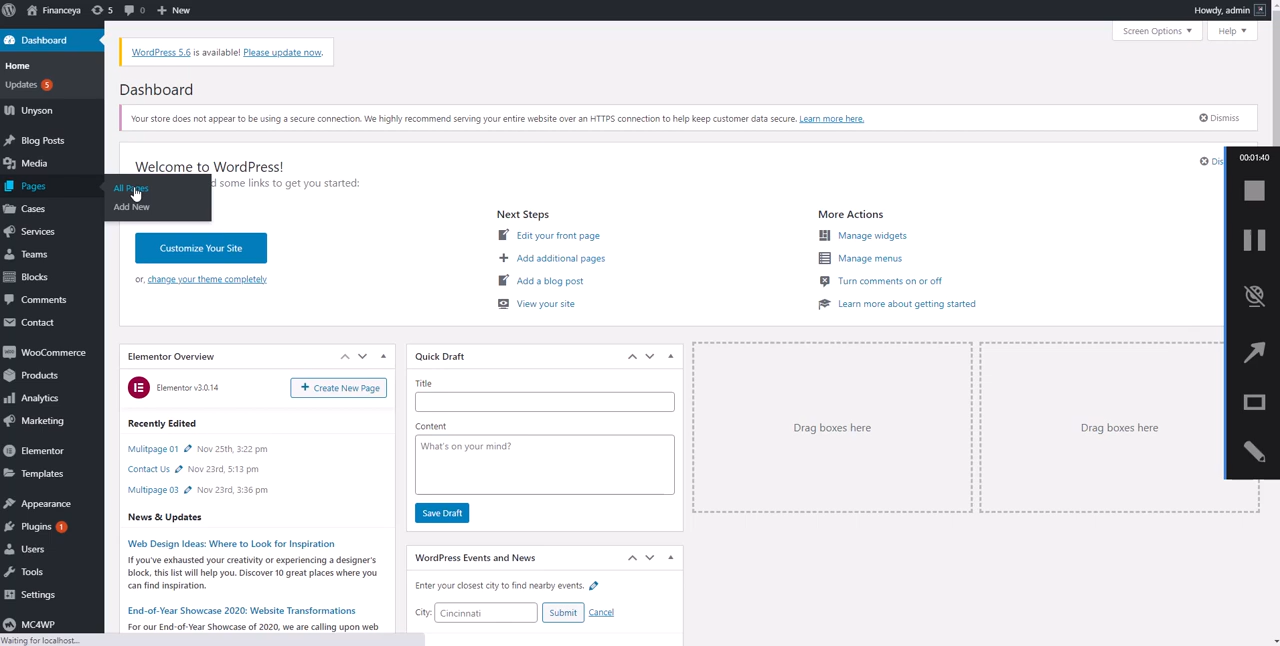 Financeya 5 0 New Howdy, admin
Dashboard Screen Options Help
WordPress 5.6 is available! Please update now.
Home
Updates 5
Dashboard
Unyson
Your store does not appear to be using a secure connection. We highly recommend serving your entire website over an HTTPS connection to help keep customer data secure. Learn more here. Dismiss
Blog Posts
Media
Welcome to WordPress!
00:01:40
Pages
All Pages
d some links to get you started:
Add New
Cases
Services
Teams
Blocks
Comments
Contact
WooCommerce
Products
Analytics
Marketing
Elementor
Templates
Appearance
Plugins 1
Users
Tools
Settings
MC4WP
Customize Your Site
or, change your theme completely
Next Steps
Edit your front page
Add additional pages
Add a blog post
View your site
More Actions
Manage widgets
Manage menus
Turn comments on or off
Learn more about getting started
Elementor Overview
Elementor v3.0.14
Create New Page
Recently Edited
Mulitpage 01 Nov 25th, 3:22 pm
Contact Us Nov 23rd, 5:13 pm
Multipage 03 Nov 23rd, 3:36 pm
News & Updates
Web Design Ideas: Where to Look for Inspiration
If you've exhausted your creativity or experiencing a designer's
block, this list will help you. Discover 10 great places where you
can find inspiration.
End-of-Year Showcase 2020: Website Transformations
For our End-of-Year Showcase of 2020, we are calling upon web
Quick Draft
Title
Content
What's on your mind?
Save Draft
WordPress Events and News
Enter your closest city to find nearby events.
City: Cincinnati Submit Cancel
Drag boxes here
Drag boxes here
Waiting for localhost...